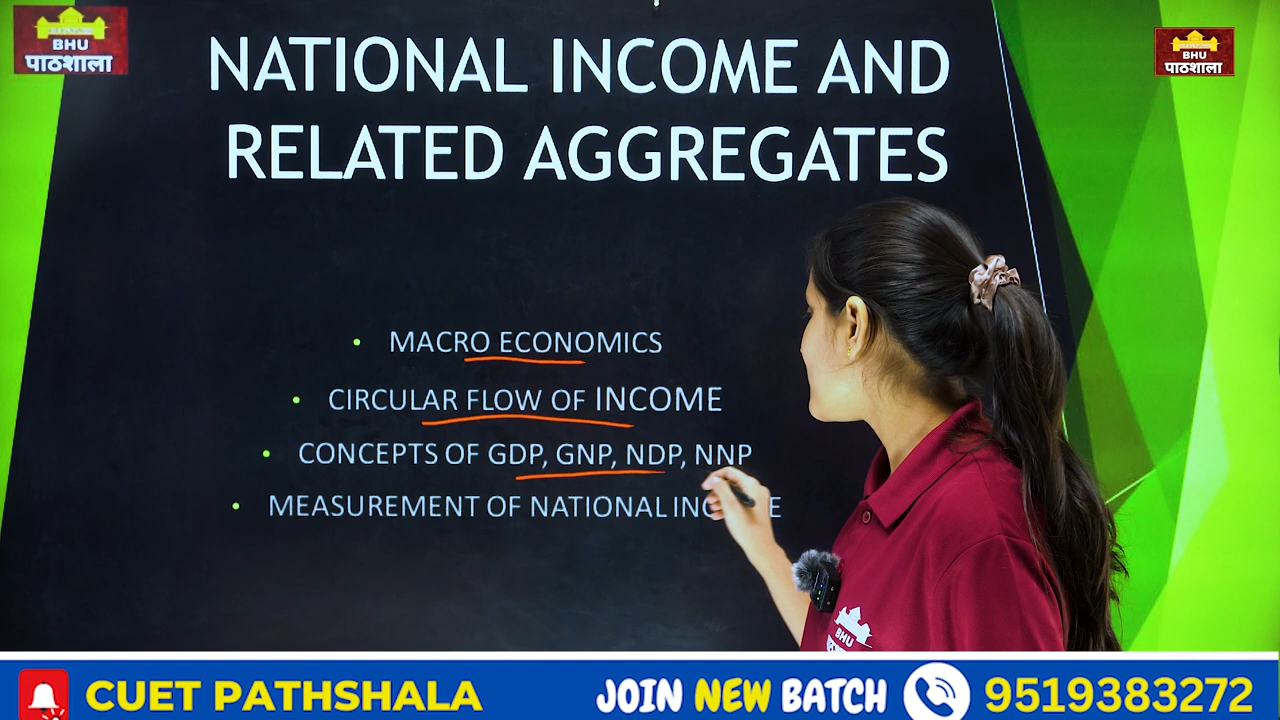 BHU
पाठशाला
BHU
पाठशाला
NATIONAL INCOME AND
RELATED AGGREGATES
• MACRO ECONOMICS
• CIRCULAR FLOW OF INCOME
• CONCEPTS OF GDP, GNP, NDP, NNP
• MEASUREMENT OF NATIONAL
BHU
CUET PATHSHALA
JOIN NEW BATCH
9519383272